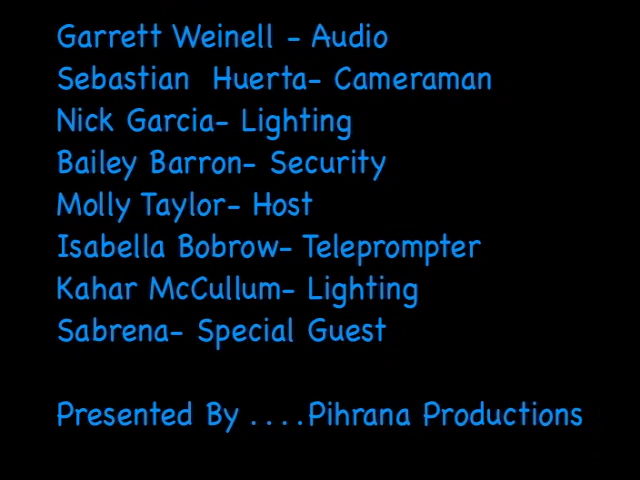 Garrett Weinell - Audio
Sebastian  Huerta- Cameraman
Nick Garcia- Lighting
Bailey Barron- Security
Molly Taylor- Host
Isabella Bobrow- Teleprompter
Kahar McCullum- Lighting
Sabrena- Special Guest
Presented By ....Pihrana Productions